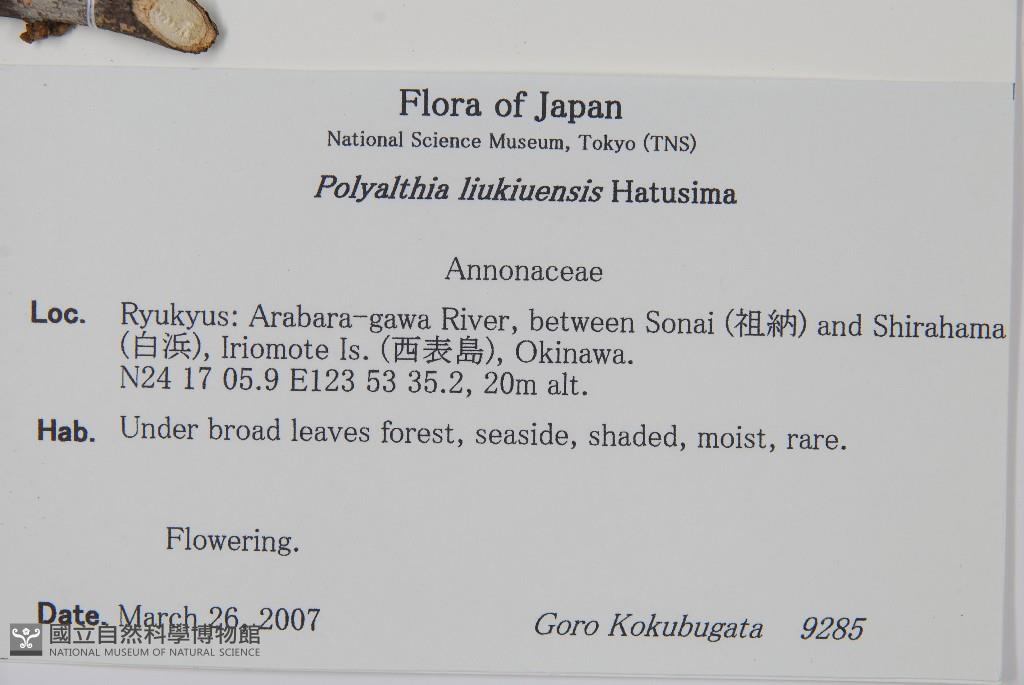 Flora of Japan
National Science Museum, Tokyo (TNS)
Polyalthia liukiuensis Hatusima
Annonaceae
Loc. Ryukyus: Arabara-gawa River, between Sonai (祖納) and Shirahama
(白浜), Iriomote Is. (西表島), Okinawa.
N24 17 05.9 E123 53 35.2, 20m alt.
Hab. Under broad leaves forest, seaside, shaded, moist, rare.
Flowering.
Date. March 26, 2007 Goro Kokubugata 9285
國立自然科學博物館
NATIONAL MUSEUM OF NATURAL SCIENCE